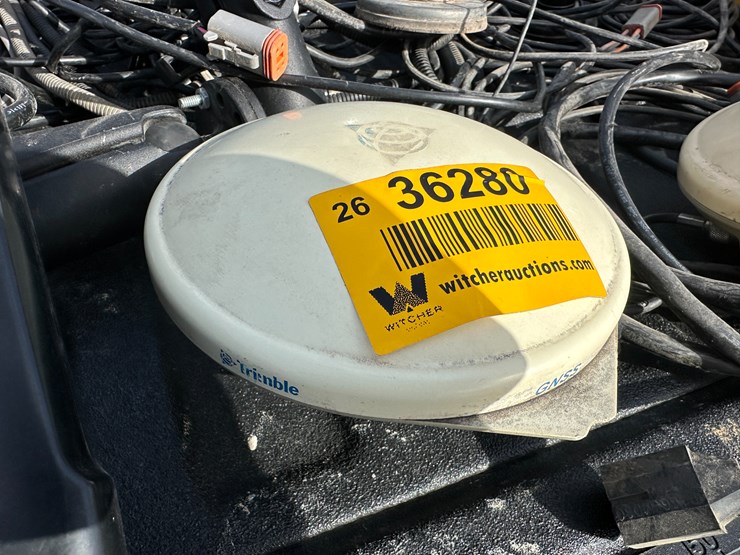 26 36280
witcherauctions.com
WITCHER
Trimble
GNSS